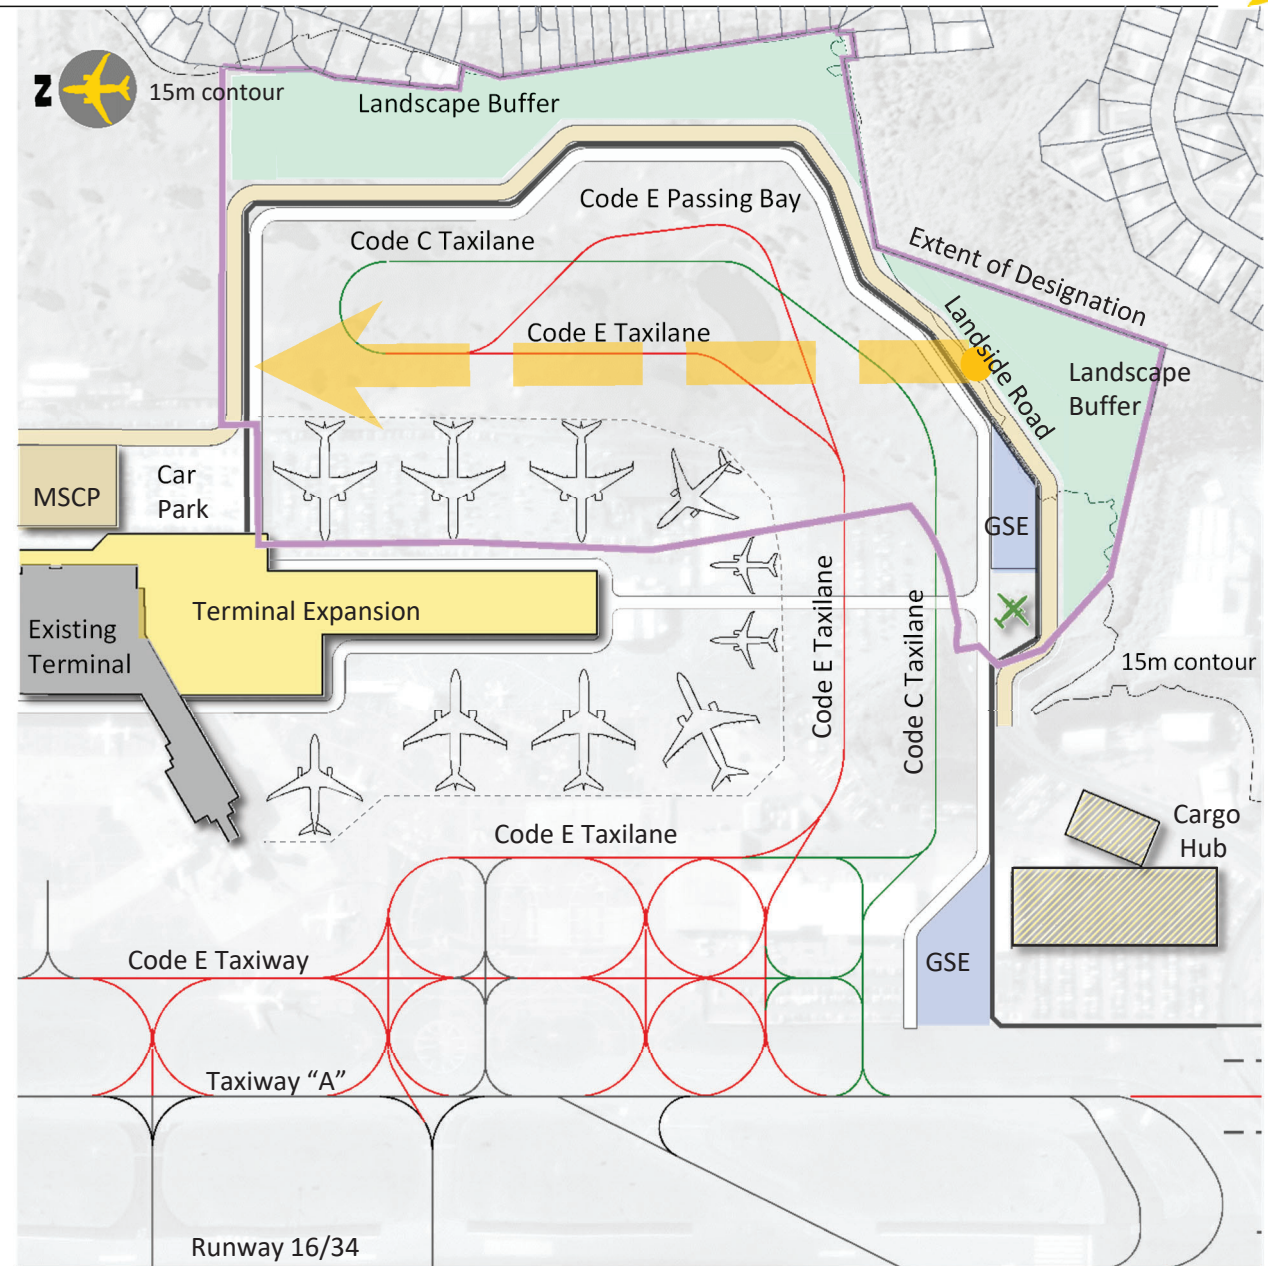 Z
15m contour
Landscape Buffer
Code E Passing Bay
Code C Taxilane
Extent of Designation
Code E Taxilane
Landside Road
Landscape
Buffer
Car
Park
MSCP
GSE
Terminal Expansion
Existing
Terminal
Code E Taxilane
Code C Taxilane
15m contour
Cargo
Hub
Code E Taxilane
Code E Taxiway
GSE
Taxiway “A”
Runway 16/34